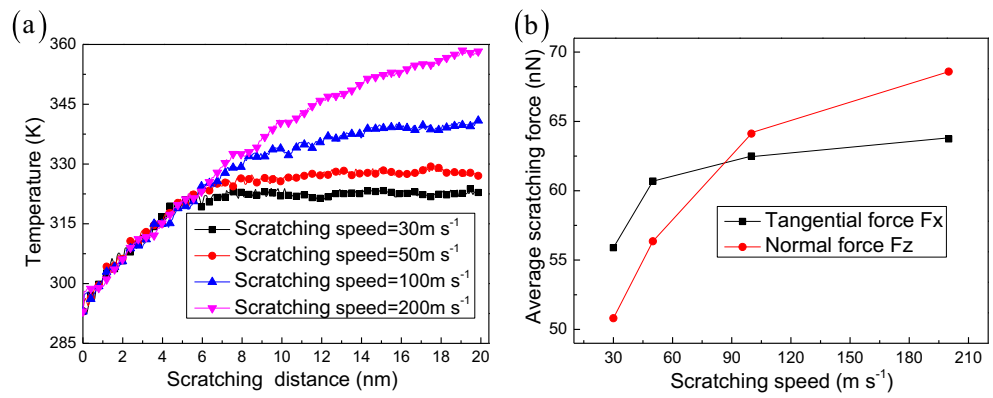 (a)
360
345
330
315
300
285
Temperature (K)
Scratching speed=30m s⁻¹
Scratching speed=50m s⁻¹
Scratching speed=100m s⁻¹
Scratching speed=200m s⁻¹
0 2 4 6 8 10 12 14 16 18 20
Scratching distance (nm)
(b)
70
65
60
55
50
Average scratching force (nN)
Tangential force Fx
Normal force Fz
30 60 90 120 150 180 210
Scratching speed (m s⁻¹)